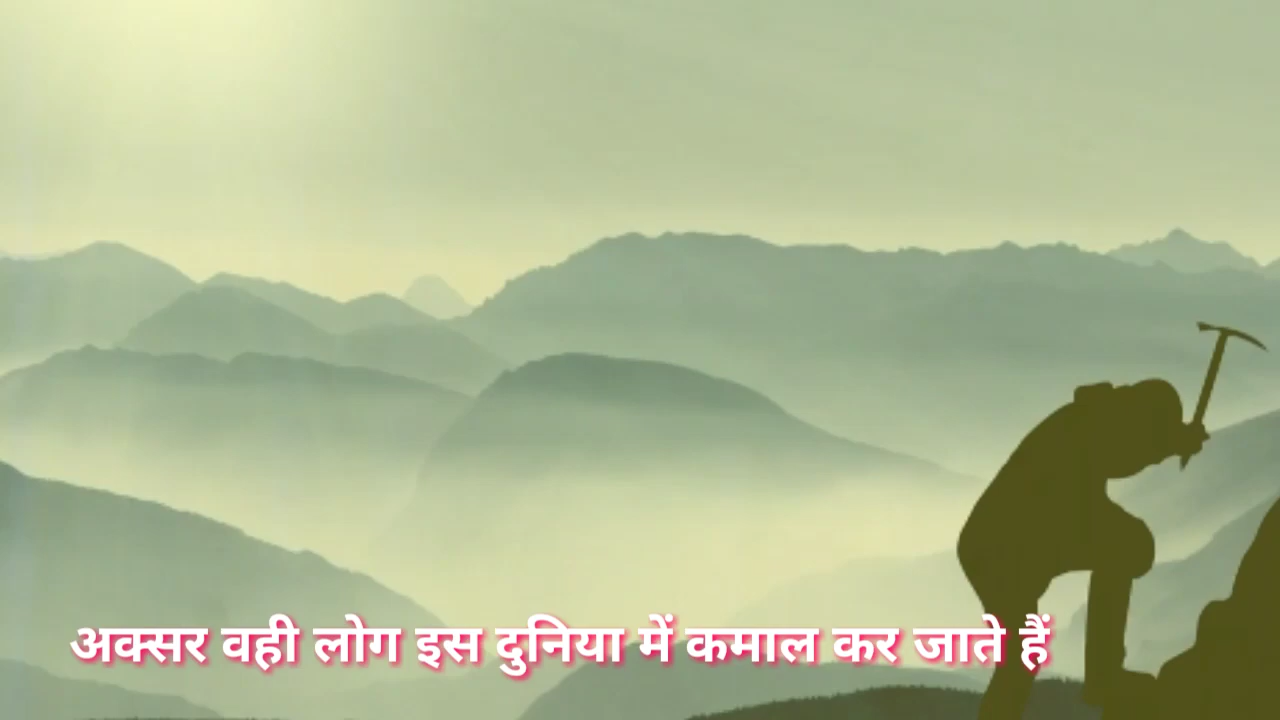 अक्सर वही लोग इस दुनिया में कमाल कर जाते हैं